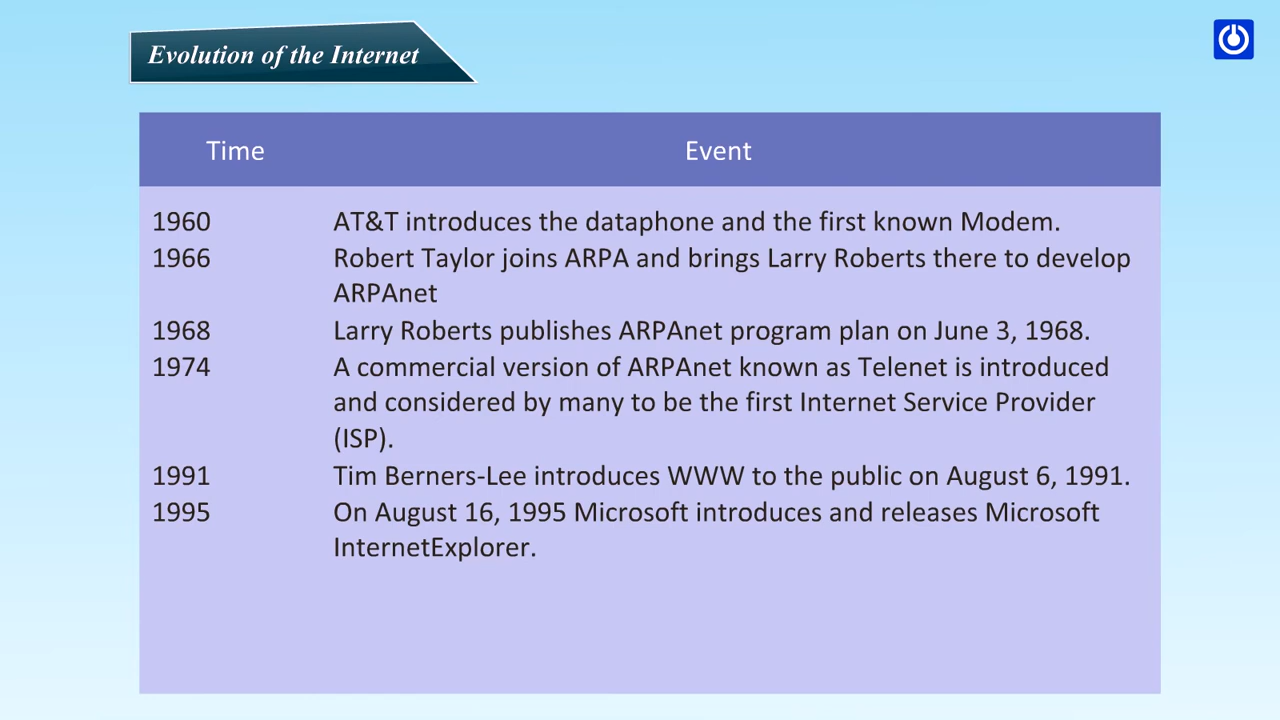 Evolution of the Internet
Time Event
1960 AT&T introduces the dataphone and the first known Modem.
1966 Robert Taylor joins ARPA and brings Larry Roberts there to develop
ARPAnet
1968 Larry Roberts publishes ARPAnet program plan on June 3, 1968.
1974 A commercial version of ARPAnet known as Telenet is introduced
and considered by many to be the first Internet Service Provider
(ISP).
1991 Tim Berners-Lee introduces WWW to the public on August 6, 1991.
1995 On August 16, 1995 Microsoft introduces and releases Microsoft
InternetExplorer.